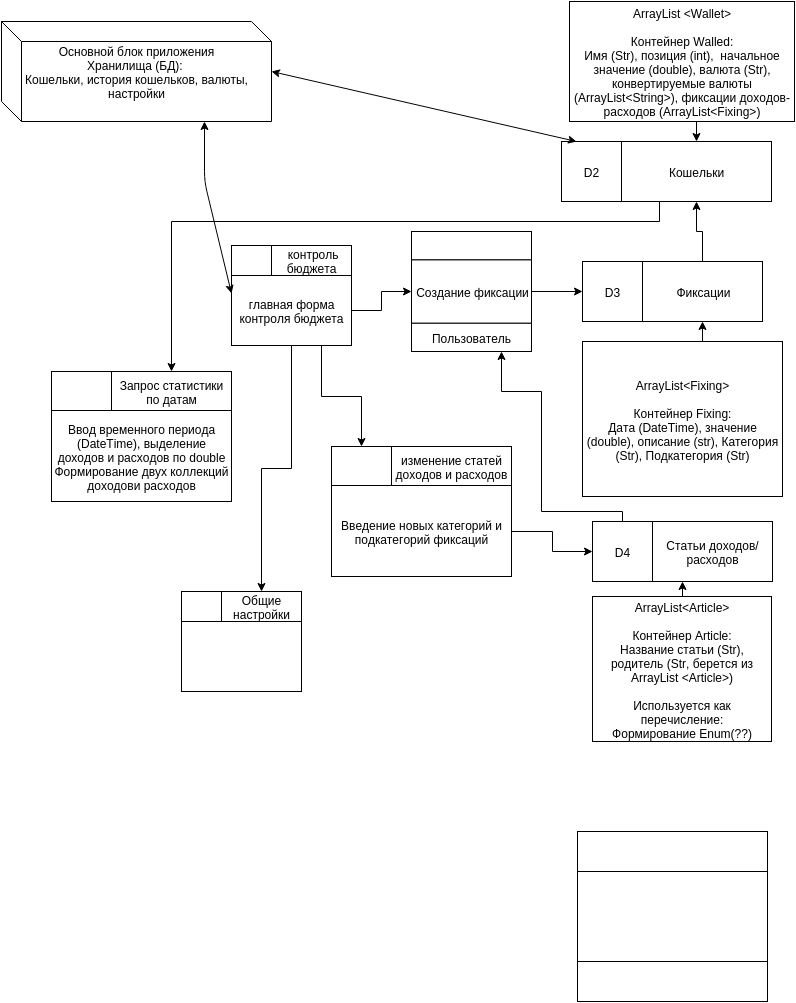 Основной блок приложения
Хранилища (БД):
Кошельки, история кошельков, валюты,
настройки
ArrayList <Wallet>
Контейнер Walled:
Имя (Str), позиция (int),  начальное
значение (double), валюта (Str),
конвертируемые валюты
(ArrayList<String>), фиксации доходов-
расходов (ArrayList<Fixing>)
D2
Кошельки
контроль
бюджета
главная форма
контроля бюджета
Создание фиксации
Пользователь
D3
Фиксации
ArrayList<Fixing>
Контейнер Fixing:
Дата (DateTime), значение
(double), описание (str), Категория
(Str), Подкатегория (Str)
Запрос статистики
по датам
Ввод временного периода
(DateTime), выделение
доходов и расходов по double
Формирование двух коллекций
доходови расходов
изменение статей
доходов и расходов
Введение новых категорий и
подкатегорий фиксаций
D4
Статьи доходов/
расходов
ArrayList<Article>
Контейнер Article:
Название статьи (Str),
родитель (Str, берется из
ArrayList <Article>)
Используется как
перечисление:
Формирование Enum(??)
Общие
настройки